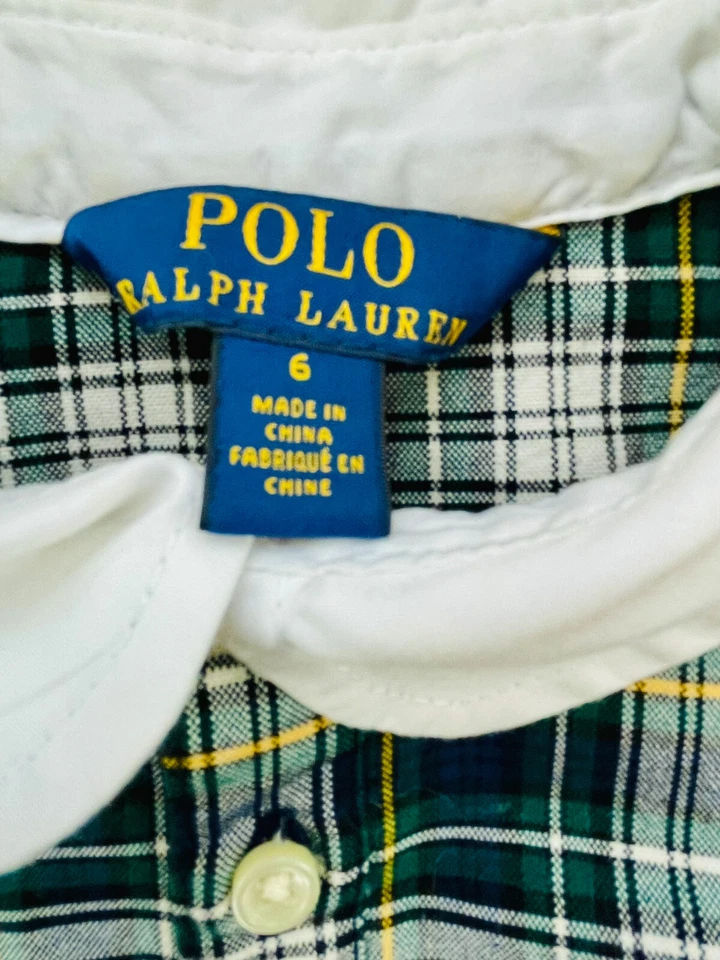 POLO
RALPH LAUREN
6
MADE IN
CHINA
FABRIQUÉ EN
CHINE